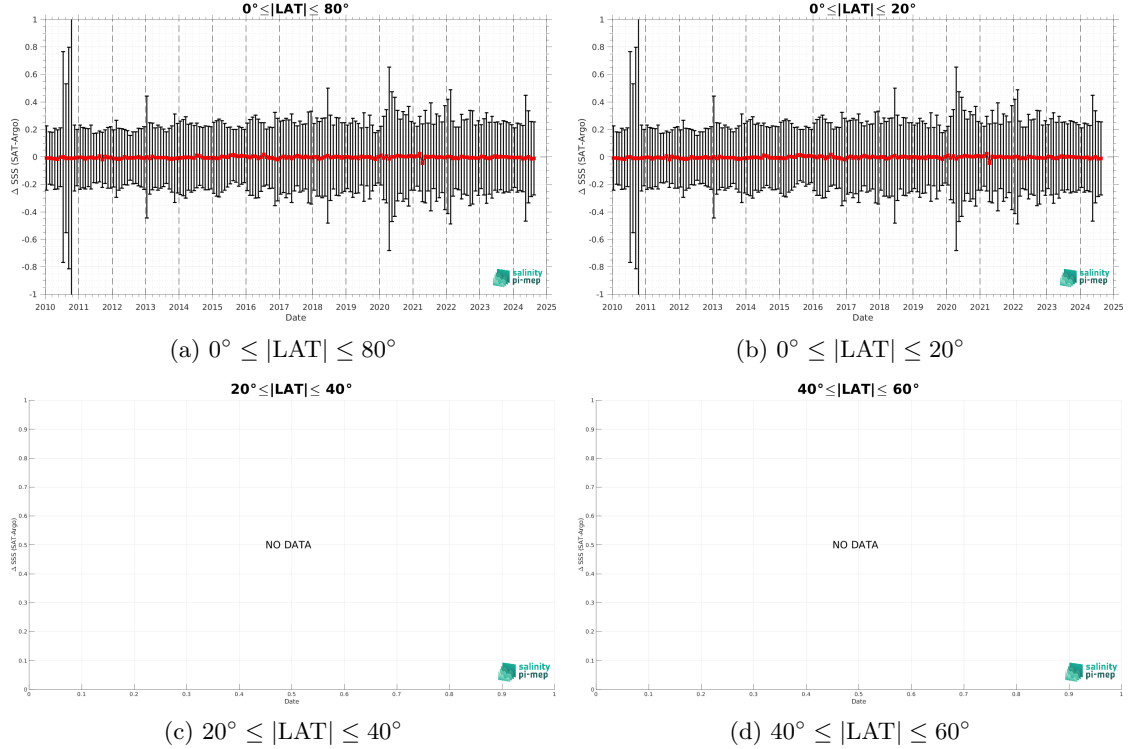 0°≤|LAT|≤ 80°
1
0.8
0.6
0.4
0.2
0
-0.2
-0.4
-0.6
-0.8
-1
Δ SSS (SAT-Argo)
2010 2011 2012 2013 2014 2015 2016 2017 2018 2019 2020 2021 2022 2023 2024 2025
Date
salinity
pi-mep
(a) 0° ≤ |LAT| ≤ 80°
0°≤|LAT|≤ 20°
1
0.8
0.6
0.4
0.2
0
-0.2
-0.4
-0.6
-0.8
-1
Δ SSS (SAT-Argo)
2010 2011 2012 2013 2014 2015 2016 2017 2018 2019 2020 2021 2022 2023 2024 2025
Date
salinity
pi-mep
(b) 0° ≤ |LAT| ≤ 20°
20°≤|LAT|≤ 40°
1
0.9
0.8
0.7
0.6
0.5
0.4
0.3
0.2
0.1
0
Δ SSS (SAT-Argo)
NO DATA
0 0.1 0.2 0.3 0.4 0.5 0.6 0.7 0.8 0.9 1
Date
salinity
pi-mep
(c) 20° ≤ |LAT| ≤ 40°
40°≤|LAT|≤ 60°
1
0.9
0.8
0.7
0.6
0.5
0.4
0.3
0.2
0.1
0
Δ SSS (SAT-Argo)
NO DATA
0 0.1 0.2 0.3 0.4 0.5 0.6 0.7 0.8 0.9 1
Date
salinity
pi-mep
(d) 40° ≤ |LAT| ≤ 60°